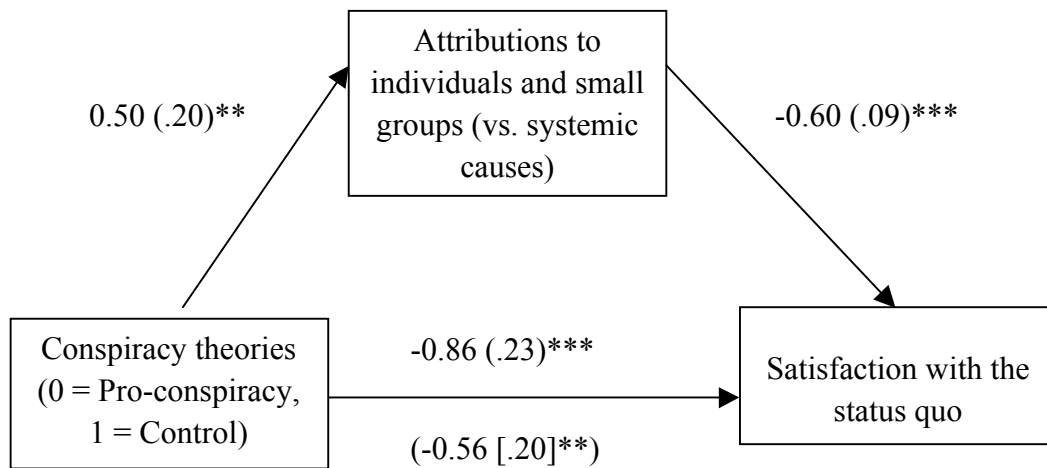 Attributions to
individuals and small
groups (vs. systemic
causes)
0.50 (.20)**
-0.60 (.09)***
Conspiracy theories
(0 = Pro-conspiracy,
1 = Control)
-0.86 (.23)***
(-0.56 [.20]**)
Satisfaction with the
status quo